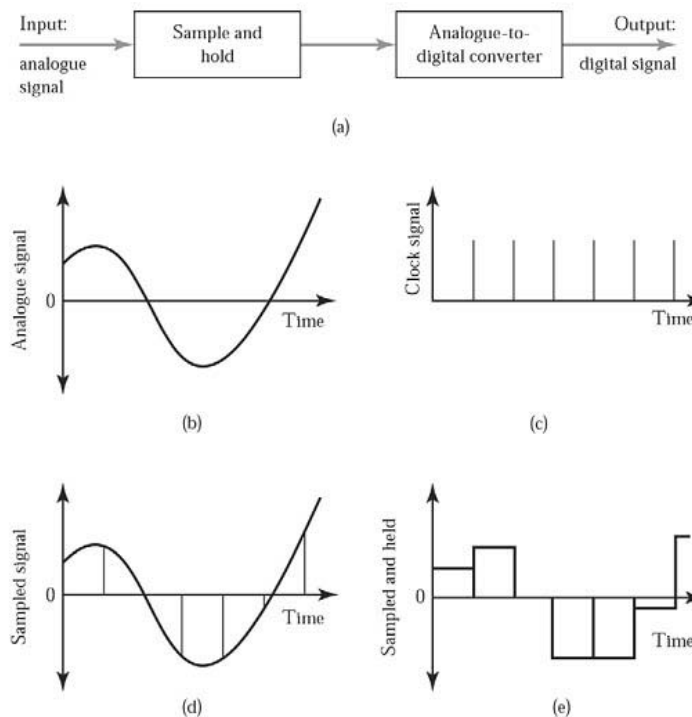 Input:
analogue
signal
Sample and
hold
Analogue-to-
digital converter
Output:
digital signal
(a)
Analogue signal
0
Time
(b)
Clock signal
Time
(c)
Sampled signal
0
Time
(d)
Sampled and held
0
Time
(e)